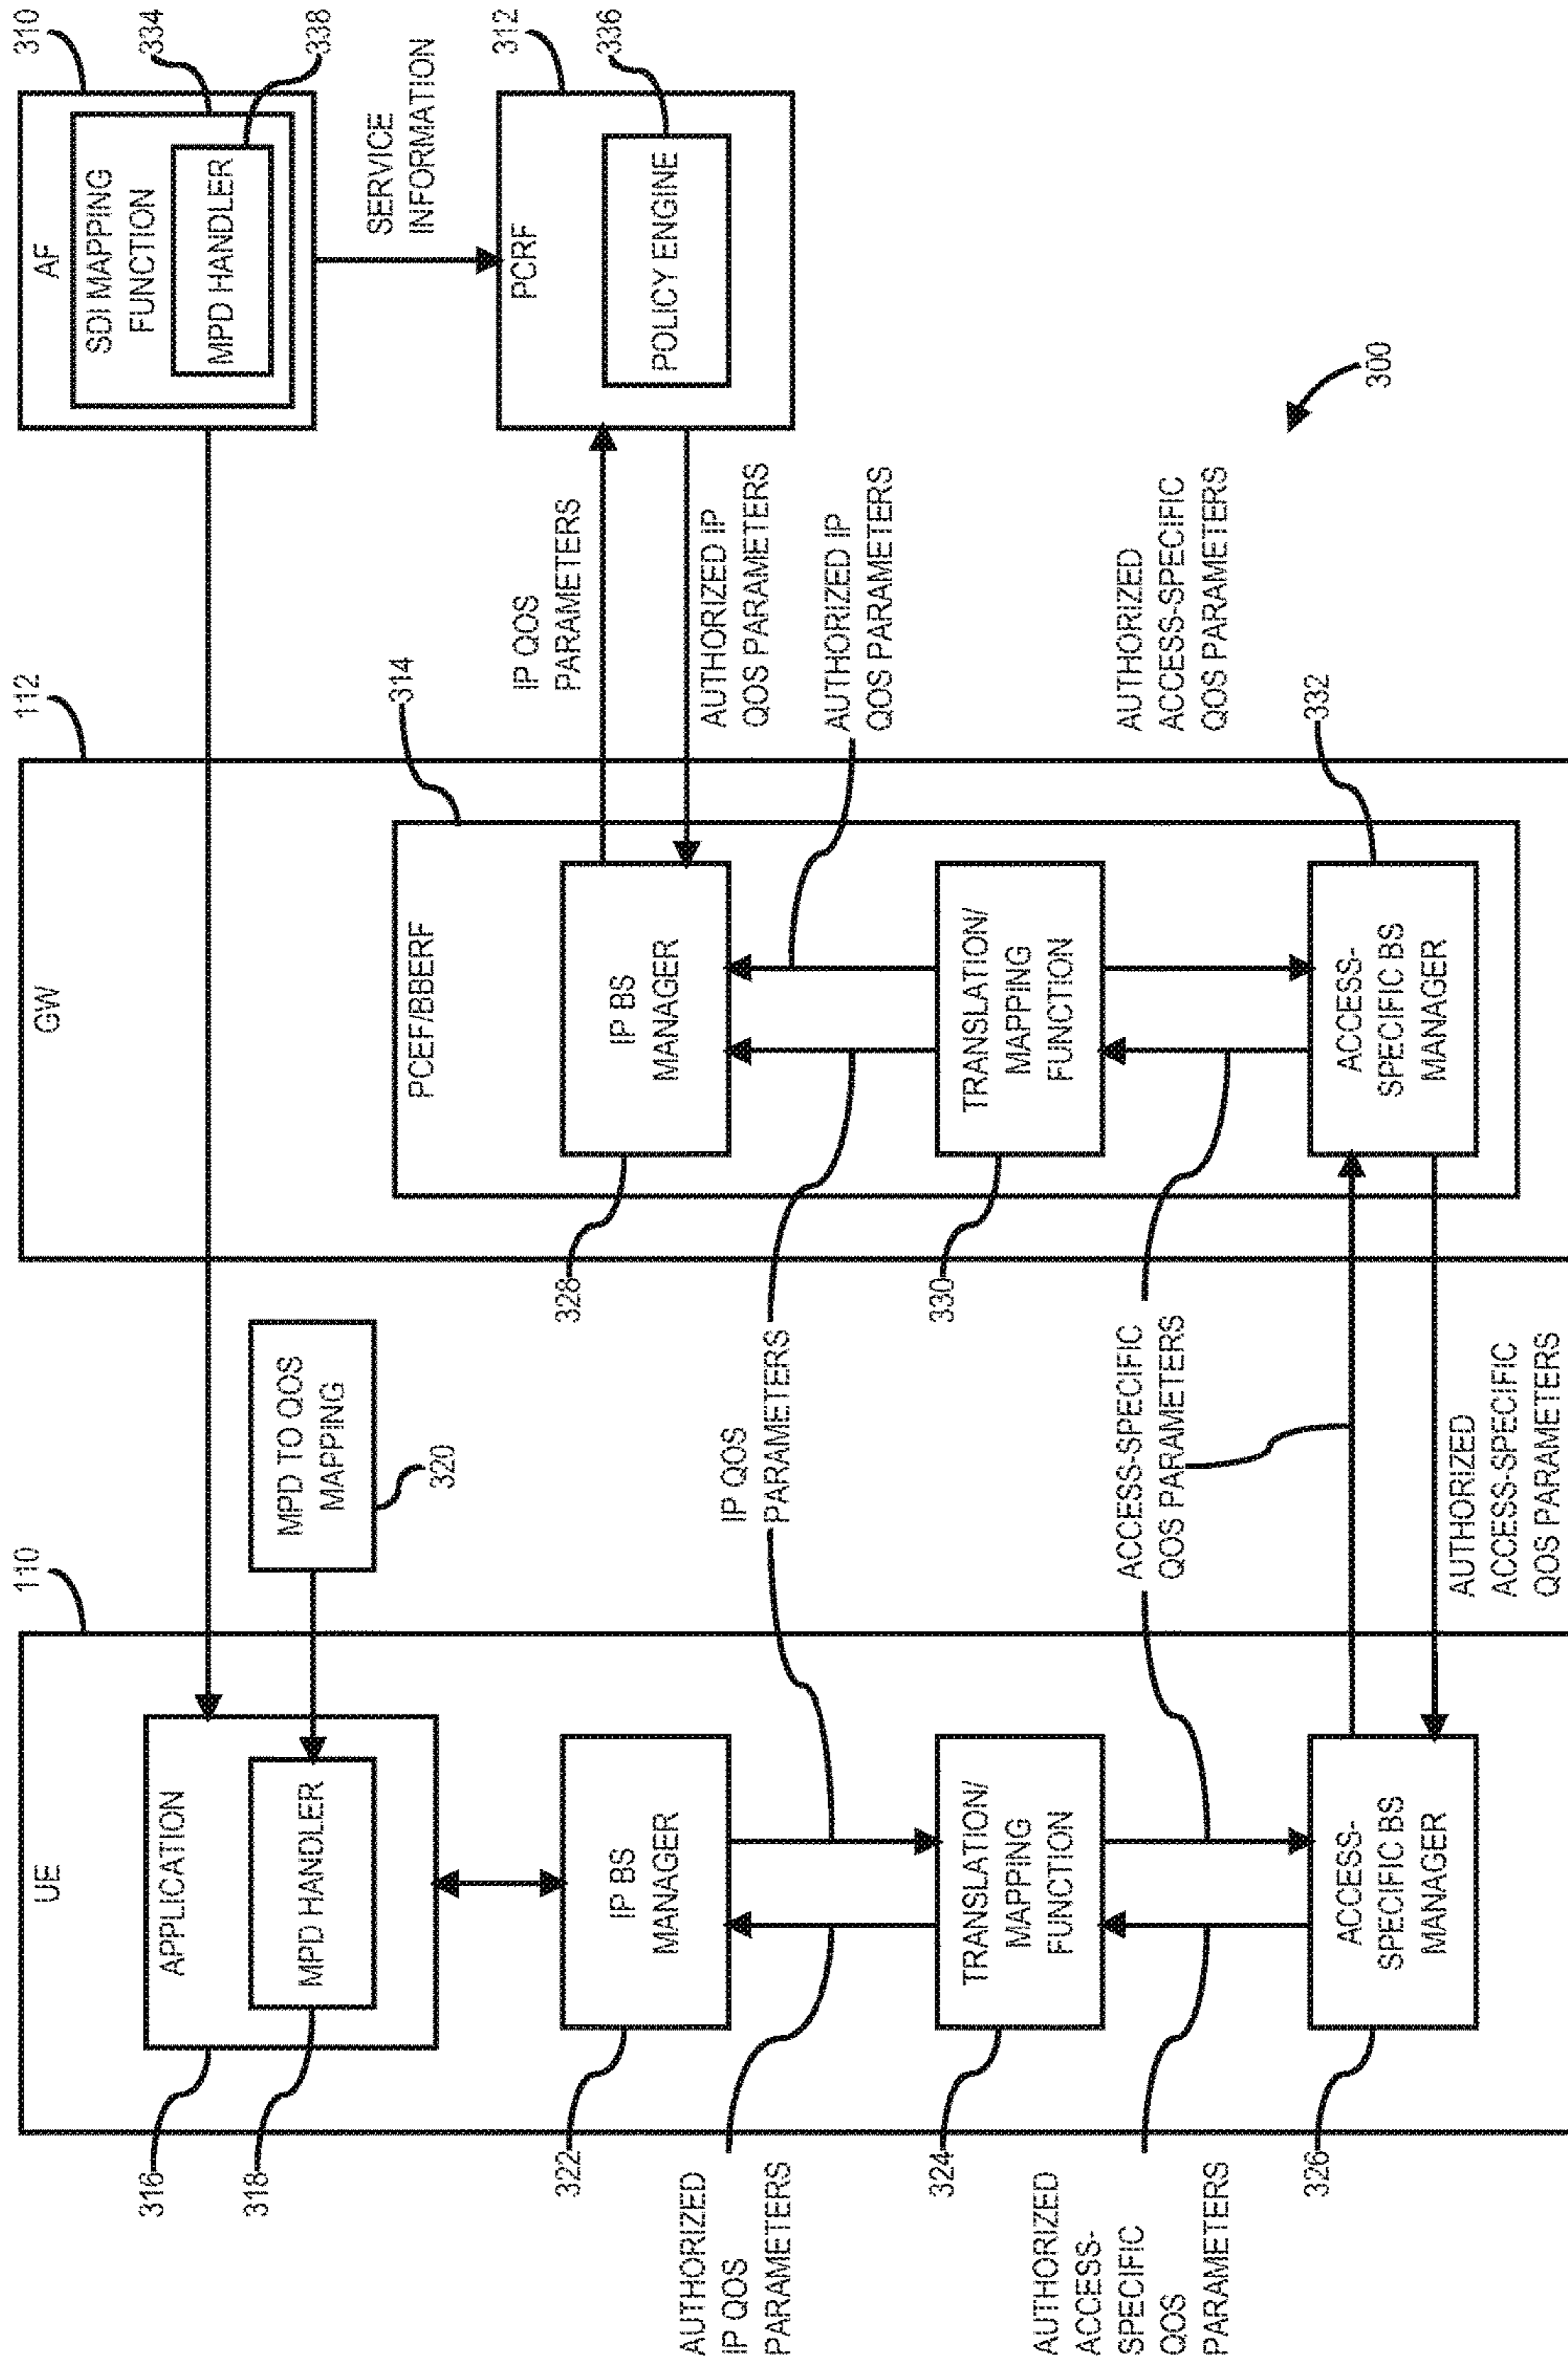 UE
110
APPLICATION
MPD HANDLER
316
318
MPD TO QOS
MAPPING
320
IP BS
MANAGER
322
AUTHORIZED
IP QOS
PARAMETERS
IP QOS
PARAMETERS
TRANSLATION/
MAPPING
FUNCTION
324
AUTHORIZED
ACCESS-
SPECIFIC
QOS
PARAMETERS
ACCESS-SPECIFIC
QOS PARAMETERS
ACCESS-
SPECIFIC BS
MANAGER
326
AUTHORIZED
ACCESS-SPECIFIC
QOS PARAMETERS
GW
112
PCEF/BBERF
314
IP BS
MANAGER
328
TRANSLATION/
MAPPING
FUNCTION
330
ACCESS-
SPECIFIC BS
MANAGER
332
IP QOS
PARAMETERS
AUTHORIZED IP
QOS PARAMETERS
AUTHORIZED IP
QOS PARAMETERS
AUTHORIZED
ACCESS-SPECIFIC
QOS PARAMETERS
AF
310
SDI MAPPING
FUNCTION
334
MPD HANDLER
338
SERVICE
INFORMATION
PCRF
312
POLICY ENGINE
336
300